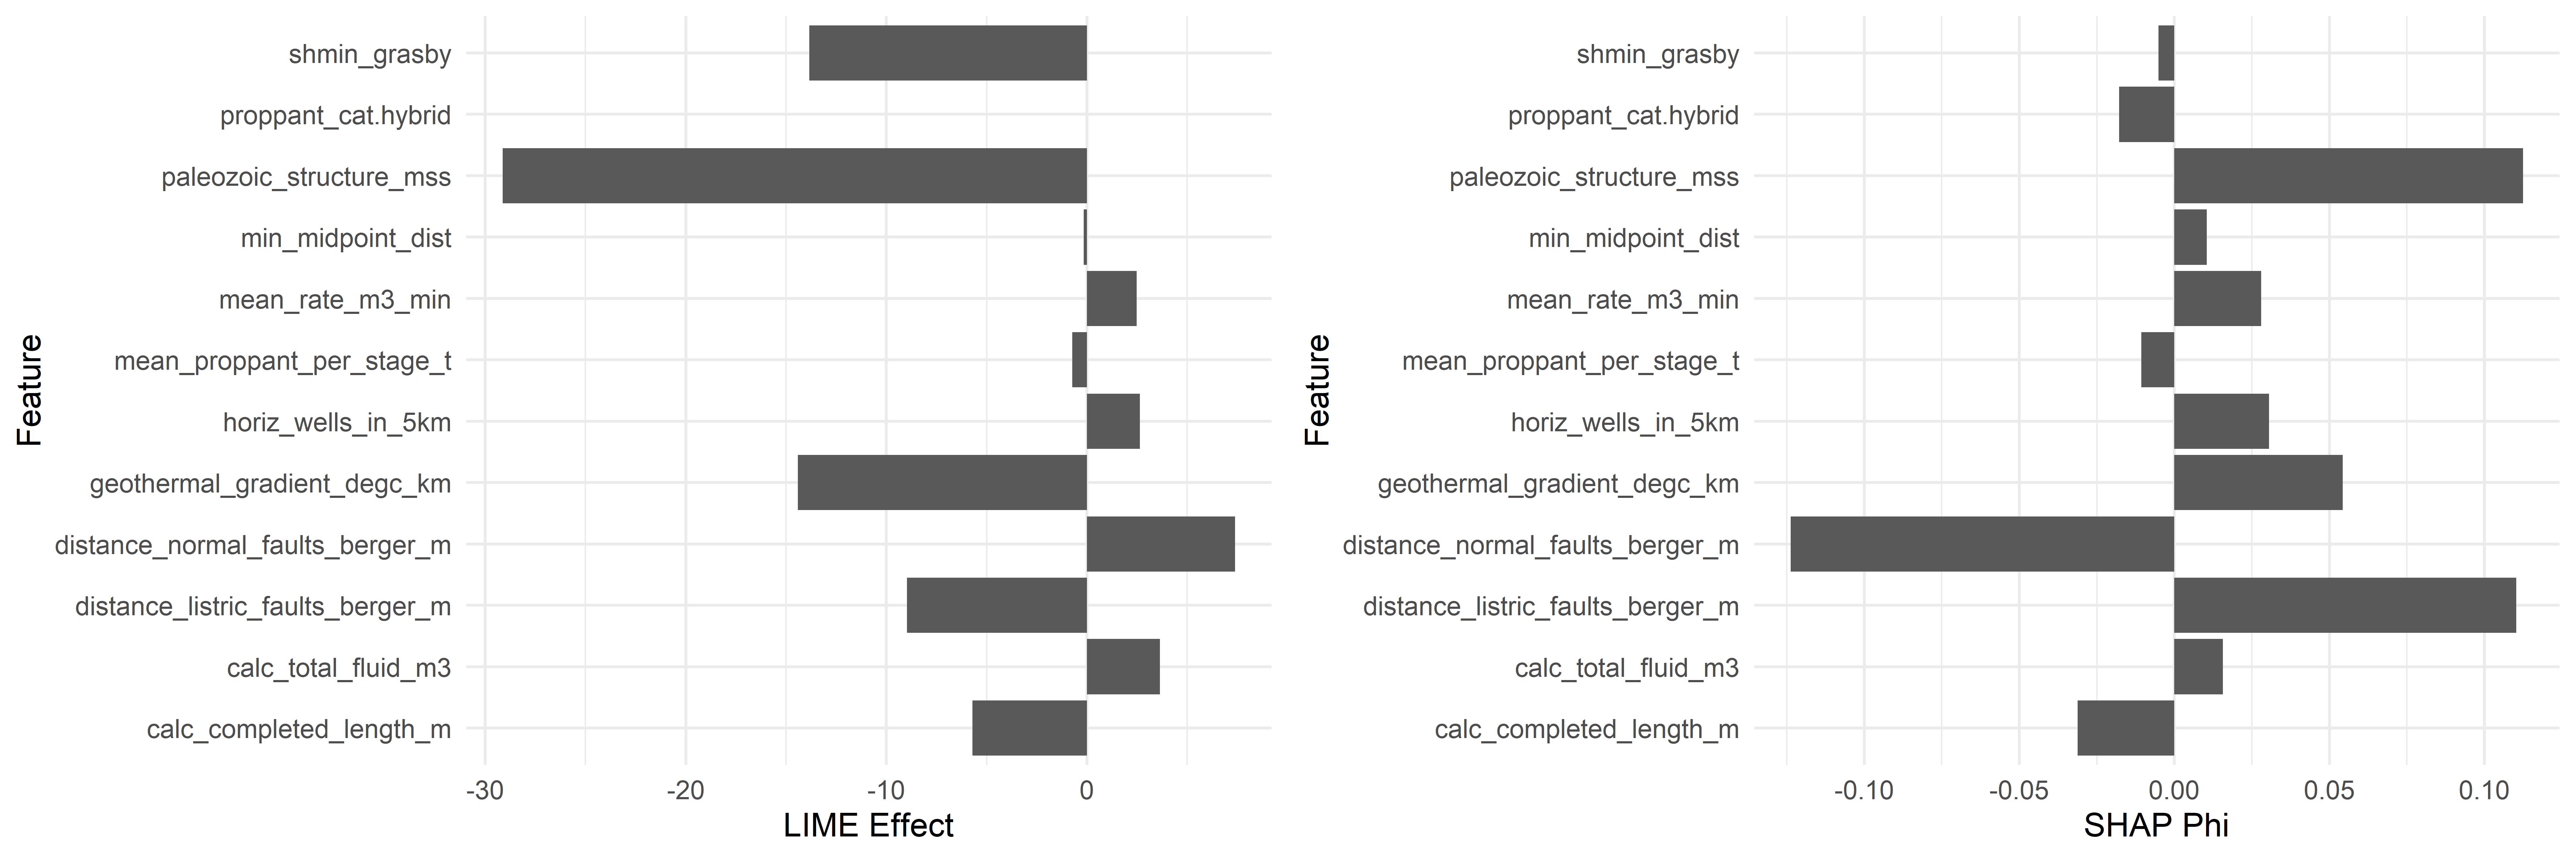 Feature
shmin_grasby
proppant_cat.hybrid
paleozoic_structure_mss
min_midpoint_dist
mean_rate_m3_min
mean_proppant_per_stage_t
horiz_wells_in_5km
geothermal_gradient_degc_km
distance_normal_faults_berger_m
distance_listric_faults_berger_m
calc_total_fluid_m3
calc_completed_length_m
-30 -20 -10 0
LIME Effect
Feature
shmin_grasby
proppant_cat.hybrid
paleozoic_structure_mss
min_midpoint_dist
mean_rate_m3_min
mean_proppant_per_stage_t
horiz_wells_in_5km
geothermal_gradient_degc_km
distance_normal_faults_berger_m
distance_listric_faults_berger_m
calc_total_fluid_m3
calc_completed_length_m
-0.10 -0.05 0.00 0.05 0.10
SHAP Phi